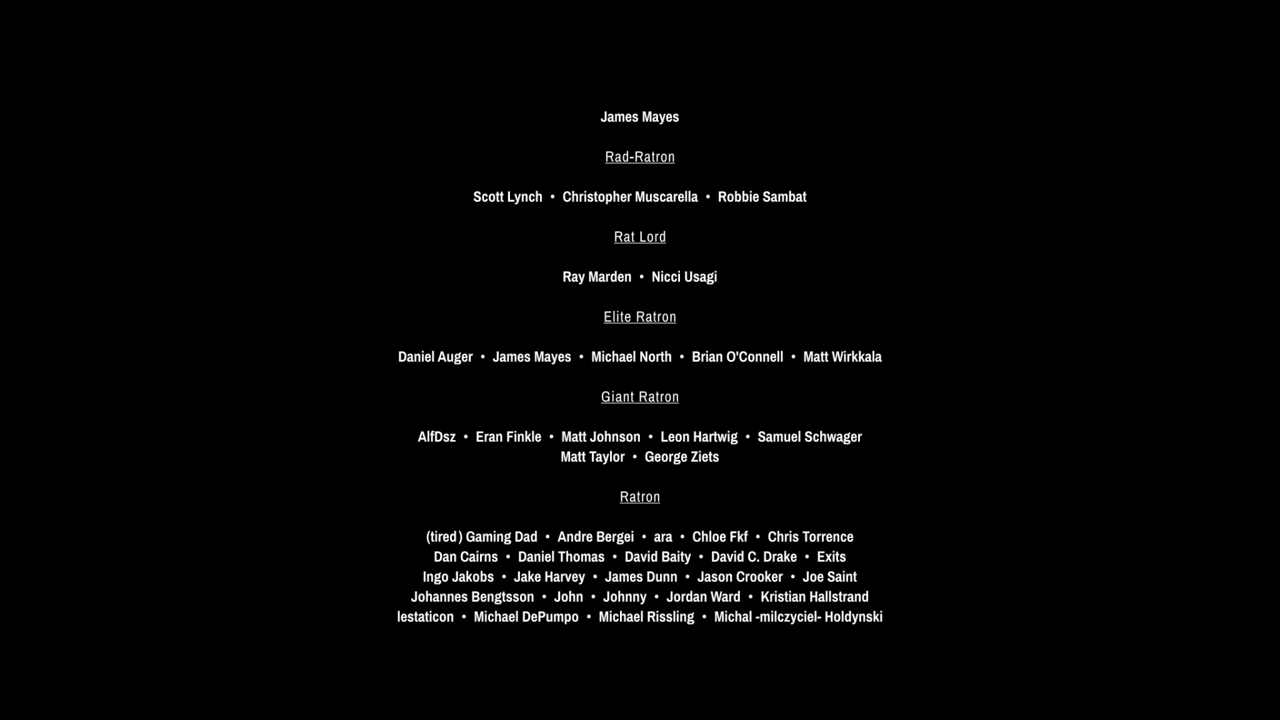 James Mayes
Rad-Ratron
Scott Lynch • Christopher Muscarella • Robbie Sambat
Rat Lord
Ray Marden • Nicci Usagi
Elite Ratron
Daniel Auger • James Mayes • Michael North • Brian O'Connell • Matt Wirkkala
Giant Ratron
AlfDsz • Eran Finkle • Matt Johnson • Leon Hartwig • Samuel Schwager
Matt Taylor • George Ziets
Ratron
(tired) Gaming Dad • Andre Bergei • ara • Chloe Fkf • Chris Torrence
Dan Cairns • Daniel Thomas • David Baity • David C. Drake • Exits
Ingo Jakobs • Jake Harvey • James Dunn • Jason Crooker • Joe Saint
Johannes Bengtsson • John • Johnny • Jordan Ward • Kristian Hallstrand
lestaticon • Michael DePumpo • Michael Rissling • Michal -milczyciel- Holdynski